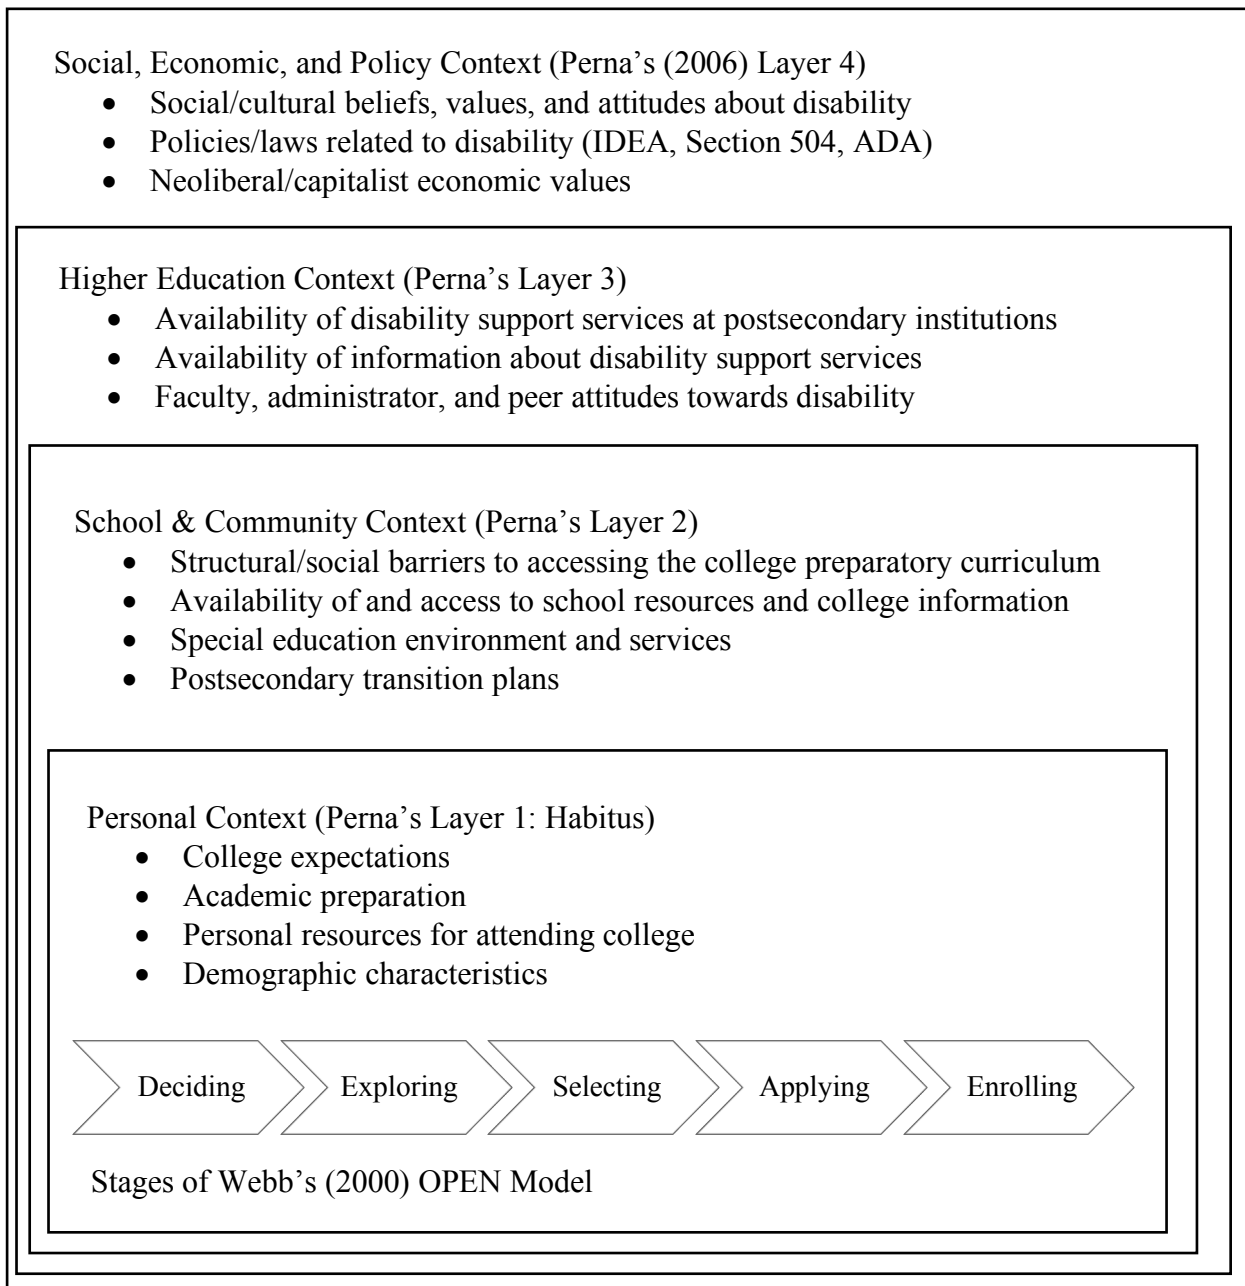 Social, Economic, and Policy Context (Perna’s (2006) Layer 4)
• Social/cultural beliefs, values, and attitudes about disability
• Policies/laws related to disability (IDEA, Section 504, ADA)
• Neoliberal/capitalist economic values
Higher Education Context (Perna’s Layer 3)
• Availability of disability support services at postsecondary institutions
• Availability of information about disability support services
• Faculty, administrator, and peer attitudes towards disability
School & Community Context (Perna’s Layer 2)
• Structural/social barriers to accessing the college preparatory curriculum
• Availability of and access to school resources and college information
• Special education environment and services
• Postsecondary transition plans
Personal Context (Perna’s Layer 1: Habitus)
• College expectations
• Academic preparation
• Personal resources for attending college
• Demographic characteristics
Deciding Exploring Selecting Applying Enrolling
Stages of Webb’s (2000) OPEN Model